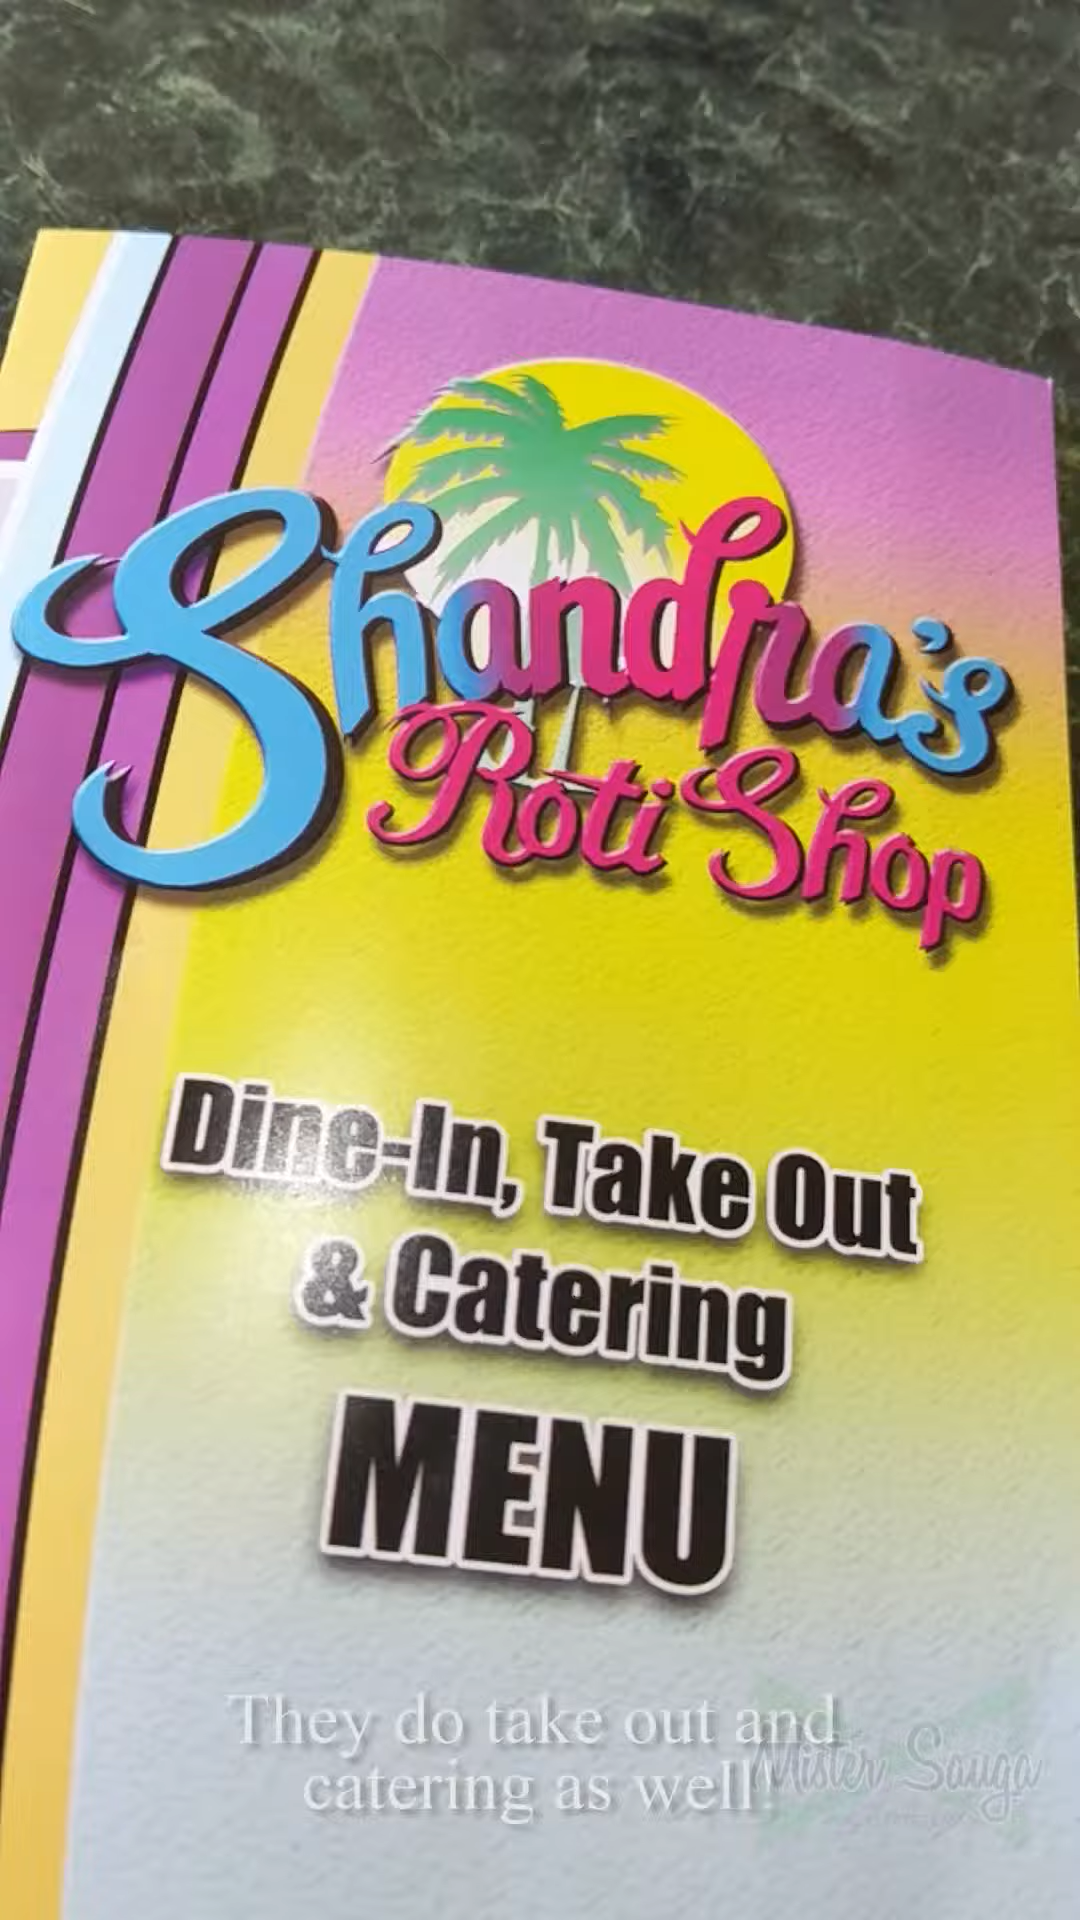 Shandra's
Roti Shop
Dine-In, Take Out
& Catering
MENU
They do take out and
catering as well!
Mister Sauga